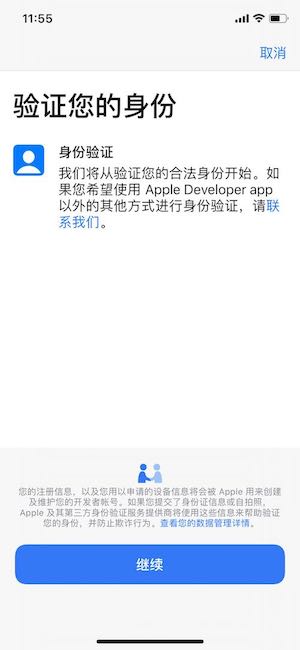 11:55
取消
验证您的身份
身份验证
我们将从验证您的合法身份开始。如
果您希望使用 Apple Developer app
以外的其他方式进行身份验证，请联
系我们。
您的注册信息，以及您用以申请的设备信息将会被 Apple 用来创建
及维护您的开发者帐号。如果您提交了身份证信息或自拍照，
Apple 及其第三方身份验证服务提供商将使用这些信息来帮助验证
您的身份，并防止欺诈行为。查看您的数据管理详情。
继续